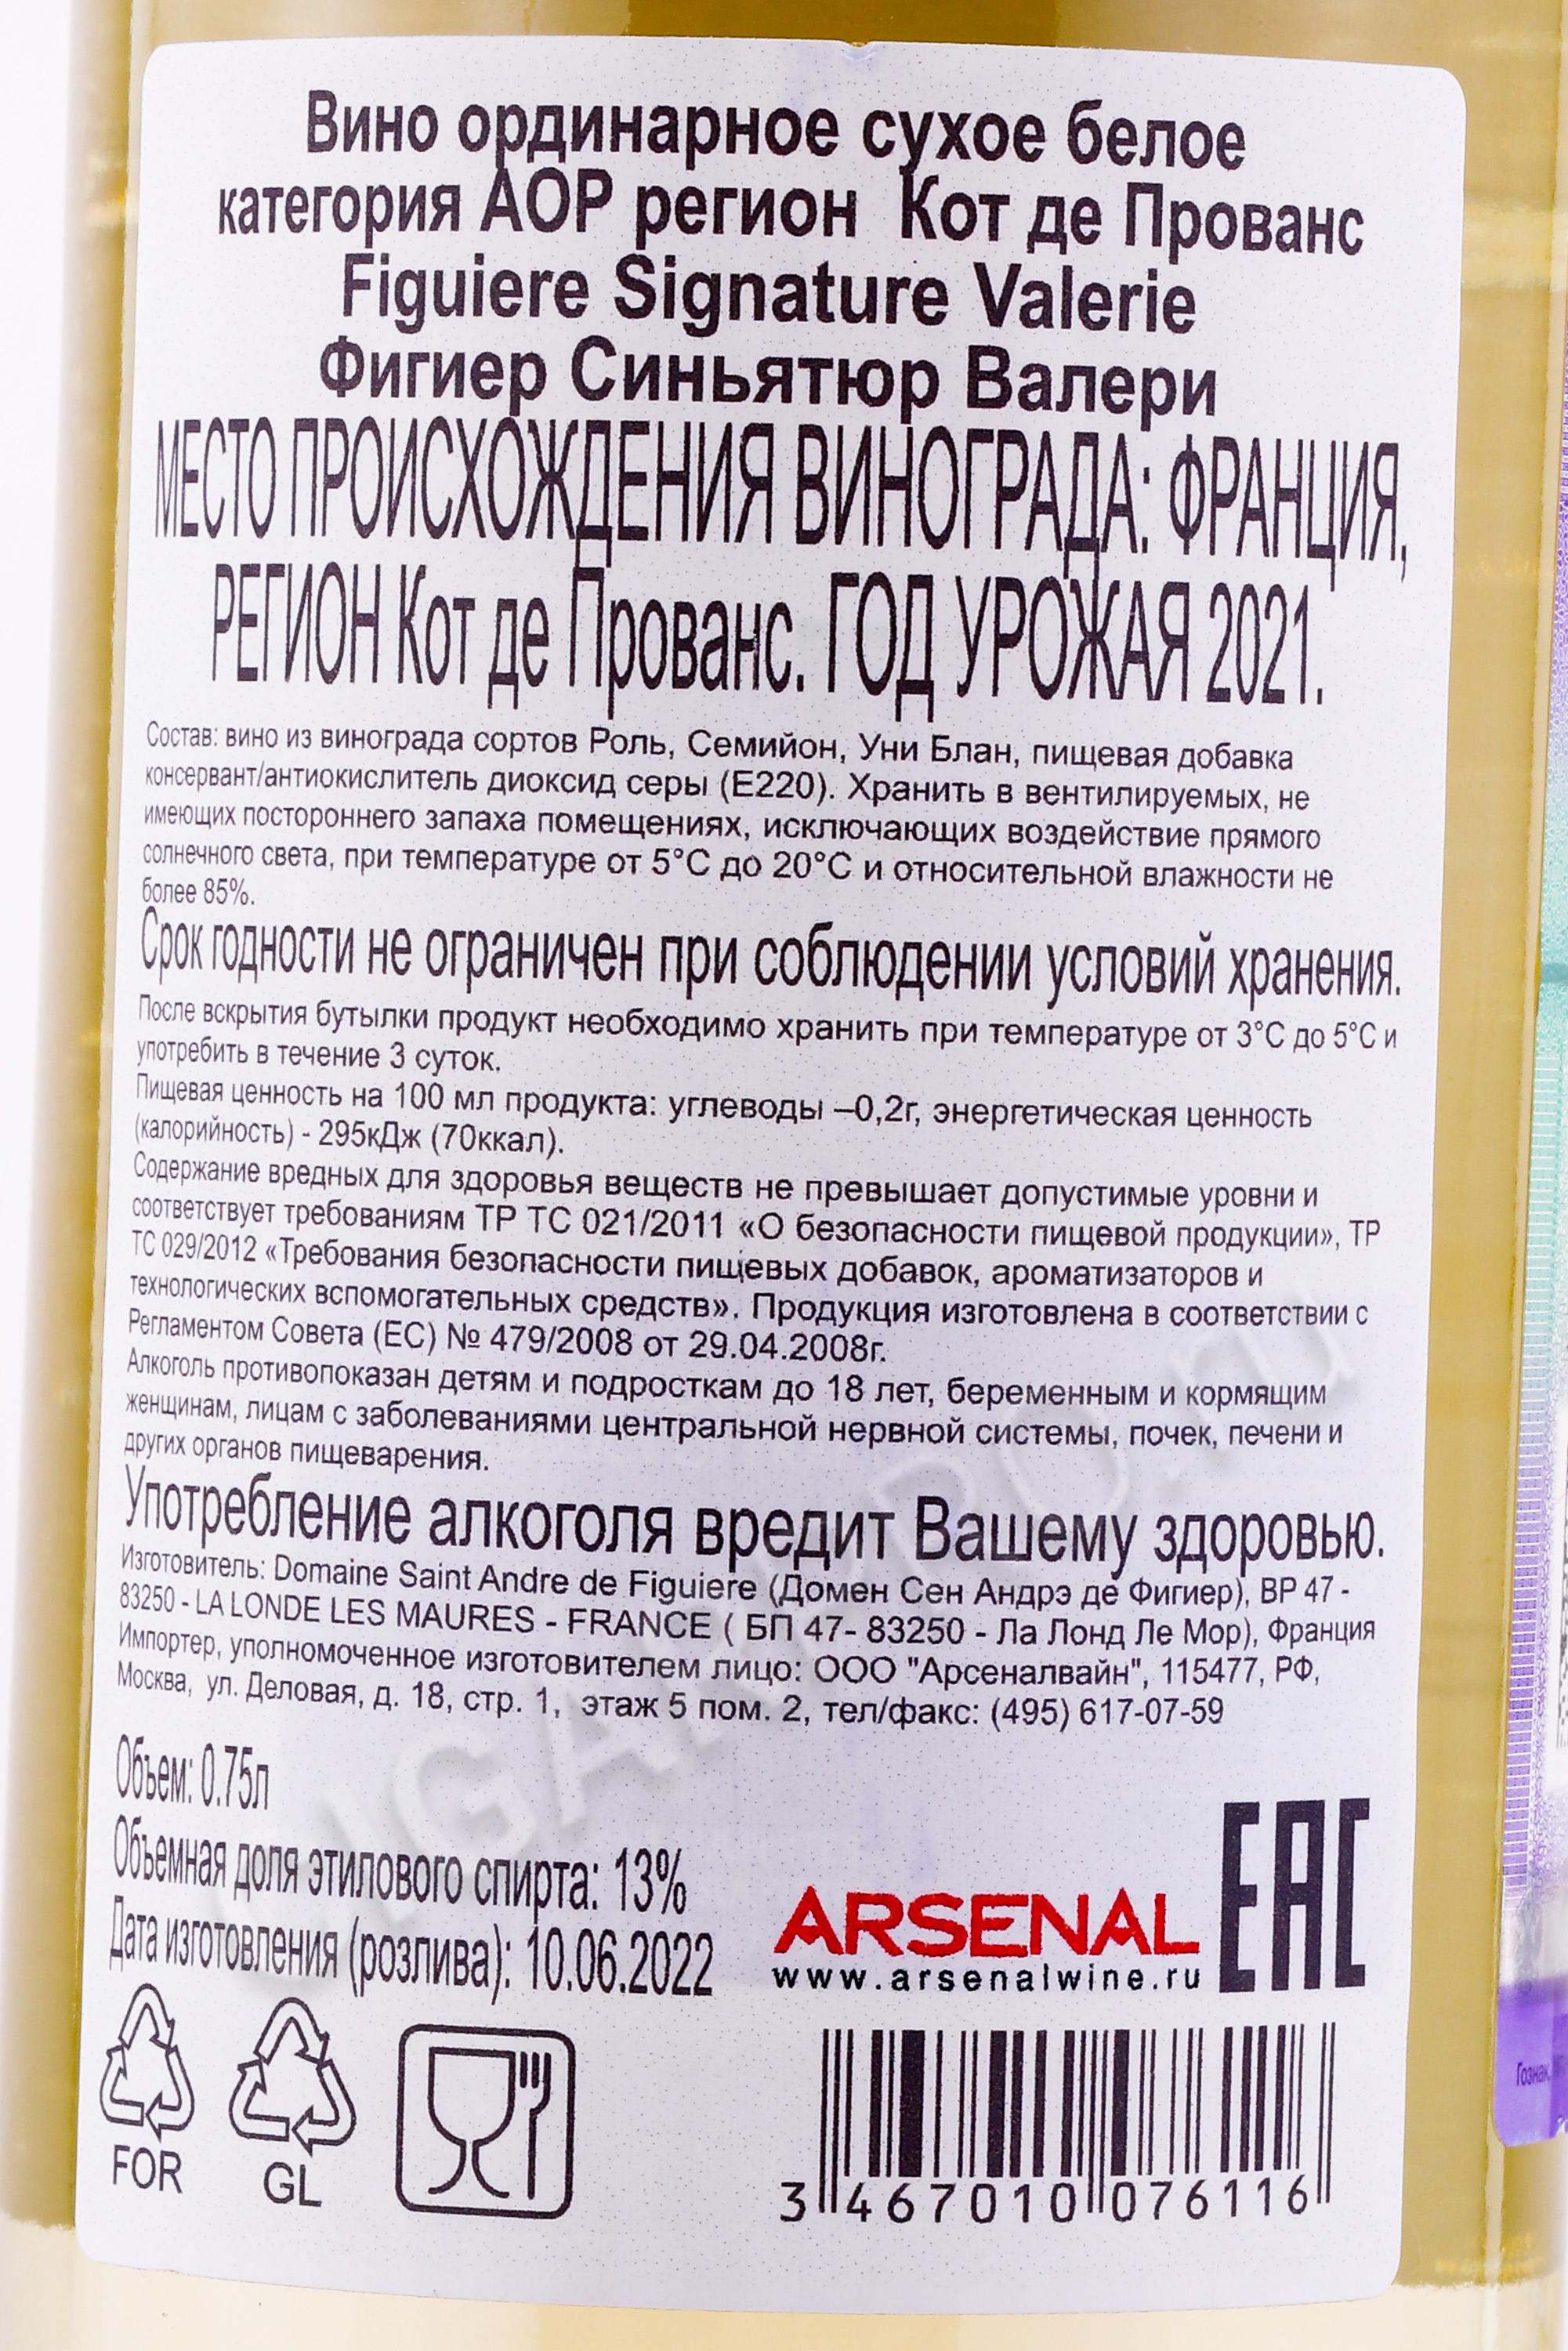 Вино ординарное сухое белое
категория АОР регион Кот де Прованс
Figuiere Signature Valerie
Фигиер Синьятюр Валери
МЕСТО ПРОИСХОЖДЕНИЯ ВИНОГРАДА: ФРАНЦИЯ,
РЕГИОН Кот де Прованс. ГОД УРОЖАЯ 2021.
Состав: вино из винограда сортов Роль, Семийон, Уни Блан, пищевая добавка
консервант/антиокислитель диоксид серы (Е220). Хранить в вентилируемых, не
имеющих постороннего запаха помещениях, исключающих воздействие прямого
солнечного света, при температуре от 5°С до 20°С и относительной влажности не
более 85%.
Срок годности не ограничен при соблюдении условий хранения.
После вскрытия бутылки продукт необходимо хранить при температуре от 3°С до 5°С и
употребить в течение 3 суток.
Пищевая ценность на 100 мл продукта: углеводы –0,2г, энергетическая ценность
(калорийность) - 295кДж (70ккал).
Содержание вредных для здоровья веществ не превышает допустимые уровни и
соответствует требованиям ТР ТС 021/2011 «О безопасности пищевой продукции», ТР
ТС 029/2012 «Требования безопасности пищевых добавок, ароматизаторов и
технологических вспомогательных средств». Продукция изготовлена в соответствии с
Регламентом Совета (ЕС) № 479/2008 от 29.04.2008г.
Алкоголь противопоказан детям и подросткам до 18 лет, беременным и кормящим
женщинам, лицам с заболеваниями центральной нервной системы, почек, печени и
других органов пищеварения.
Употребление алкоголя вредит Вашему здоровью.
Изготовитель: Domaine Saint Andre de Figuiere (Домен Сен Андрэ де Фигиер), BP 47 -
83250 - LA LONDE LES MAURES - FRANCE ( БП 47- 83250 - Ла Лонд Ле Мор), Франция
Импортер, уполномоченное изготовителем лицо: ООО "Арсеналвайн", 115477, РФ,
Москва, ул. Деловая, д. 18, стр. 1, этаж 5 пом. 2, тел/факс: (495) 617-07-59
Объем: 0.75л
Объемная доля этилового спирта: 13%
Дата изготовления (розлива): 10.06.2022
ARSENAL
www.arsenalwine.ru
EAC
FOR
GL
3 467010 076116
CIGARPRO.ru
Гознак